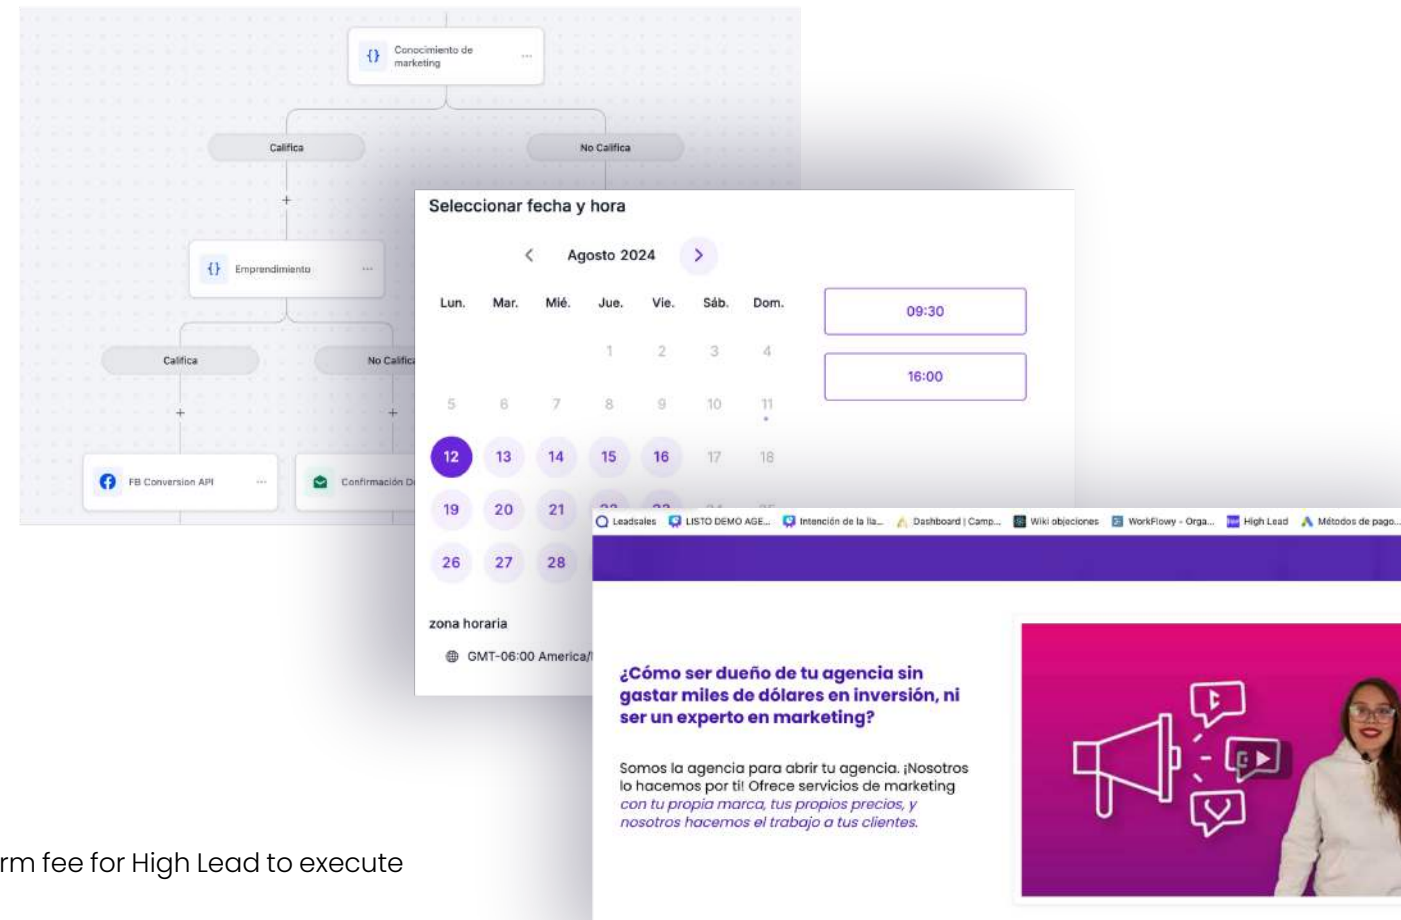 Conocimiento de
marketing
Califica
No Califica
Emprendimiento
Califica
No Califica
FB Conversion API
Confirmación
Seleccionar fecha y hora
Agosto 2024
Lun. Mar. Mié. Jue. Vie. Sáb. Dom.
1 2 3 4
5 6 7 8 9 10 11
12 13 14 15 16 17 18
19 20 21
26 27 28
09:30
16:00
zona horaria
GMT-06:00 America/
Leadsales LISTO DEMO AGE... Intención de la lla... Dashboard | Camp... Wiki objeciones WorkFlowy - Orga... High Lead Métodos de pago...
¿Cómo ser dueño de tu agencia sin
gastar miles de dólares en inversión, ni
ser un experto en marketing?
Somos la agencia para abrir tu agencia. ¡Nosotros
lo hacemos por ti! Ofrece servicios de marketing
con tu propia marca, tus propios precios, y
nosotros hacemos el trabajo a tus clientes.
rm fee for High Lead to execute